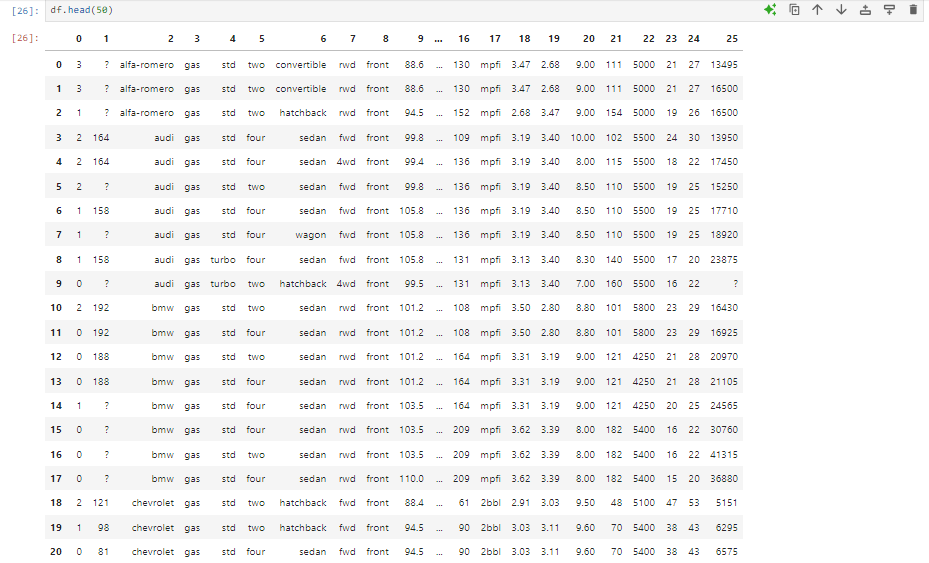 [26]: df.head(50)
[26]: 0 1 2 3 4 5 6 7 8 9 ... 16 17 18 19 20 21 22 23 24 25
0 3 ? alfa-romero gas std two convertible rwd front 88.6 ... 130 mpfi 3.47 2.68 9.00 111 5000 21 27 13495
1 3 ? alfa-romero gas std two convertible rwd front 88.6 ... 130 mpfi 3.47 2.68 9.00 111 5000 21 27 16500
2 1 ? alfa-romero gas std two hatchback rwd front 94.5 ... 152 mpfi 2.68 3.47 9.00 154 5000 19 26 16500
3 2 164 audi gas std four sedan fwd front 99.8 ... 109 mpfi 3.19 3.40 10.00 102 5500 24 30 13950
4 2 164 audi gas std four sedan 4wd front 99.4 ... 136 mpfi 3.19 3.40 8.00 115 5500 18 22 17450
5 2 ? audi gas std two sedan fwd front 99.8 ... 136 mpfi 3.19 3.40 8.50 110 5500 19 25 15250
6 1 158 audi gas std four sedan fwd front 105.8 ... 136 mpfi 3.19 3.40 8.50 110 5500 19 25 17710
7 1 ? audi gas std four wagon fwd front 105.8 ... 136 mpfi 3.19 3.40 8.50 110 5500 19 25 18920
8 1 158 audi gas turbo four sedan fwd front 105.8 ... 131 mpfi 3.13 3.40 8.30 140 5500 17 20 23875
9 0 ? audi gas turbo two hatchback 4wd front 99.5 ... 131 mpfi 3.13 3.40 7.00 160 5500 16 22 ?
10 2 192 bmw gas std two sedan rwd front 101.2 ... 108 mpfi 3.50 2.80 8.80 101 5800 23 29 16430
11 0 192 bmw gas std four sedan rwd front 101.2 ... 108 mpfi 3.50 2.80 8.80 101 5800 23 29 16925
12 0 188 bmw gas std two sedan rwd front 101.2 ... 164 mpfi 3.31 3.19 9.00 121 4250 21 28 20970
13 0 188 bmw gas std four sedan rwd front 101.2 ... 164 mpfi 3.31 3.19 9.00 121 4250 21 28 21105
14 1 ? bmw gas std four sedan rwd front 103.5 ... 164 mpfi 3.31 3.19 9.00 121 4250 20 25 24565
15 0 ? bmw gas std four sedan rwd front 103.5 ... 209 mpfi 3.62 3.39 8.00 182 5400 16 22 30760
16 0 ? bmw gas std two sedan rwd front 103.5 ... 209 mpfi 3.62 3.39 8.00 182 5400 16 22 41315
17 0 ? bmw gas std four sedan rwd front 110.0 ... 209 mpfi 3.62 3.39 8.00 182 5400 15 20 36880
18 2 121 chevrolet gas std two hatchback fwd front 88.4 ... 61 2bbl 2.91 3.03 9.50 48 5100 47 53 5151
19 1 98 chevrolet gas std two hatchback fwd front 94.5 ... 90 2bbl 3.03 3.11 9.60 70 5400 38 43 6295
20 0 81 chevrolet gas std four sedan fwd front 94.5 ... 90 2bbl 3.03 3.11 9.60 70 5400 38 43 6575